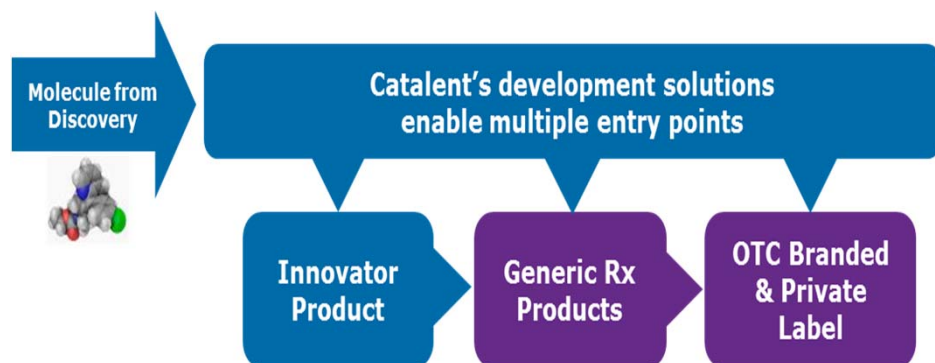 Molecule from
Discovery
Catalent’s development solutions
enable multiple entry points
Innovator
Product
Generic Rx
Products
OTC Branded
& Private
Label